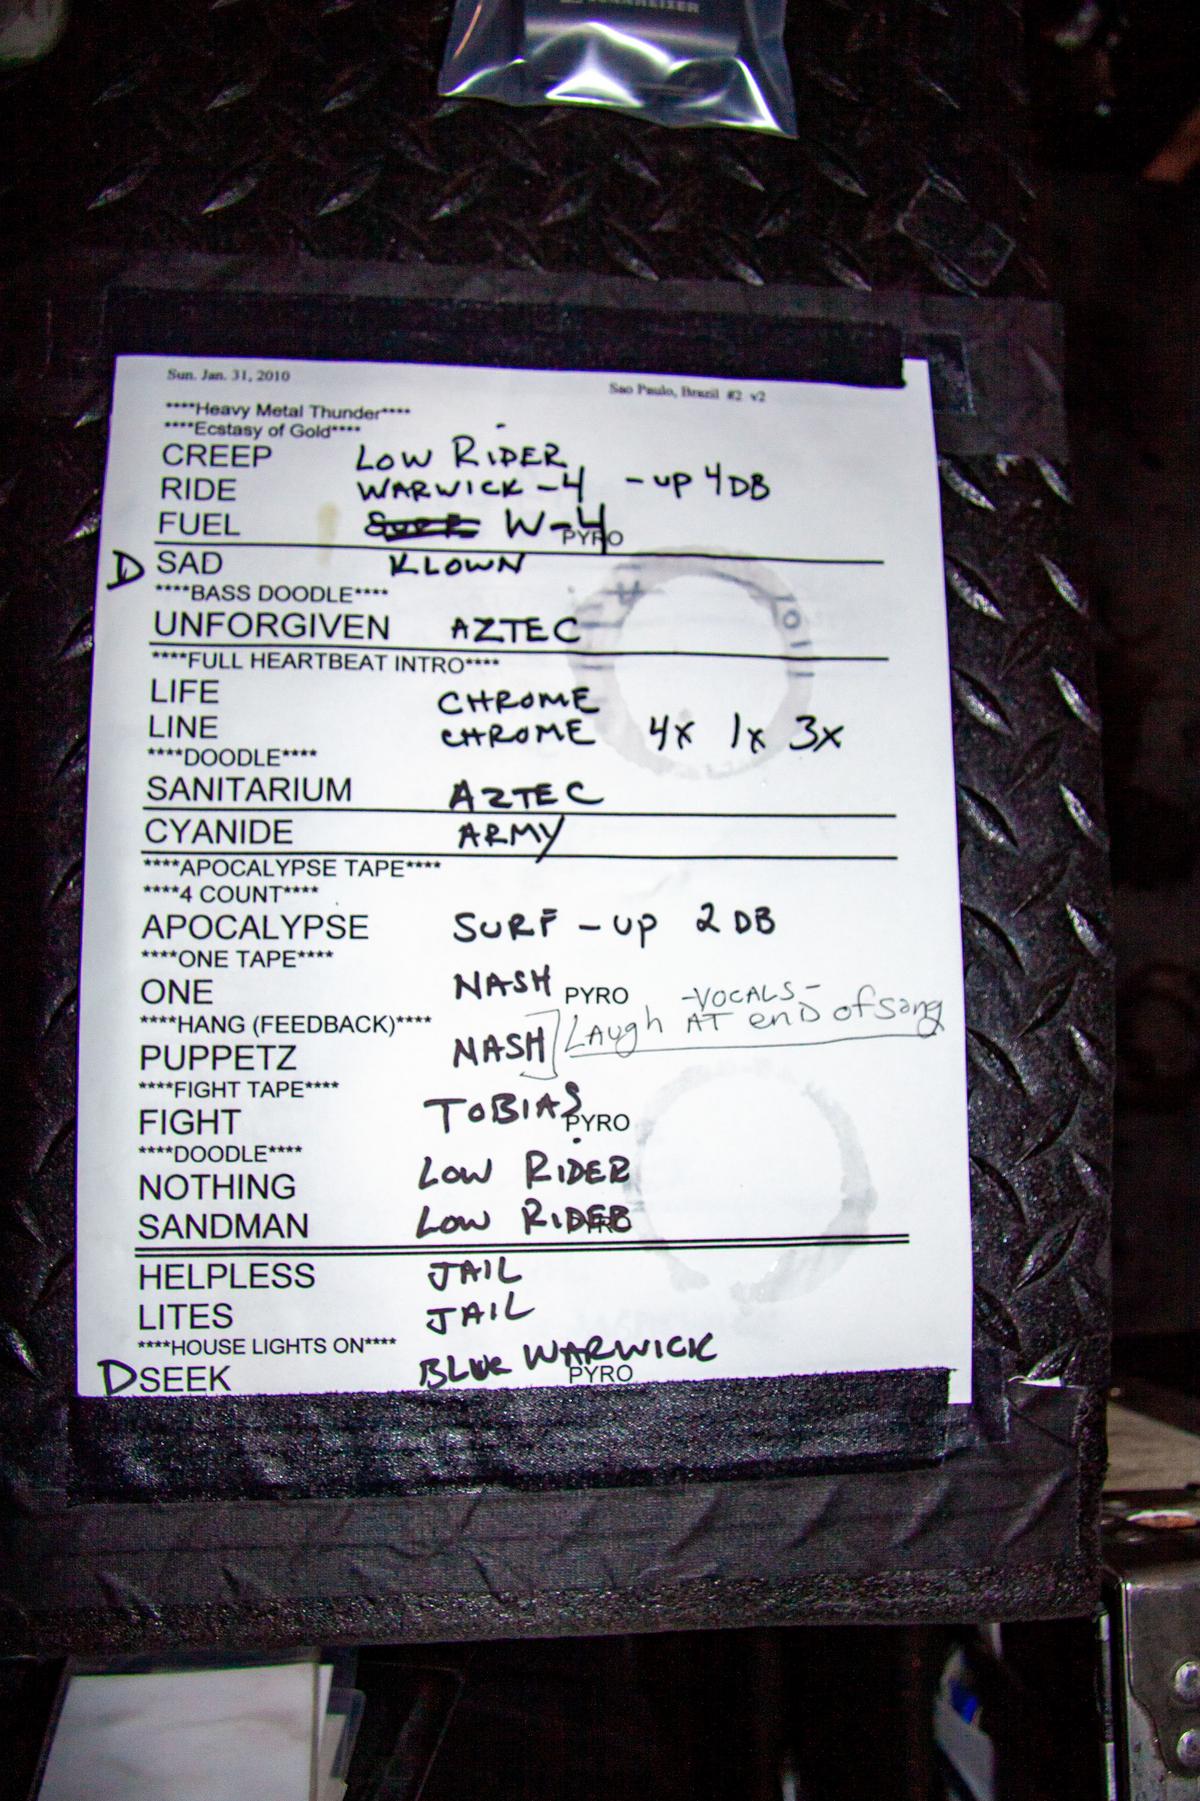 SENNHEISER
Sun. Jan. 31, 2010 Sao Paulo, Brazil #2 v2
****Heavy Metal Thunder****
****Ecstasy of Gold****
CREEP LOW RIDER
RIDE WARWICK-4 -UP 4DB
FUEL W-4 PYRO
D SAD KLOWN
****BASS DOODLE****
UNFORGIVEN AZTEC
****FULL HEARTBEAT INTRO****
LIFE CHROME
LINE CHROME 4x 1x 3x
****DOODLE****
SANITARIUM AZTEC
CYANIDE ARMY
****APOCALYPSE TAPE****
****4 COUNT****
APOCALYPSE SURF - UP 2 DB
****ONE TAPE****
ONE NASH PYRO -VOCALS-
****HANG (FEEDBACK)**** LAugh AT enD of song
PUPPETZ NASH
****FIGHT TAPE****
FIGHT TOBIAS PYRO
****DOODLE****
NOTHING LOW RIDER
SANDMAN LOW RIDER PYRO
HELPLESS JAIL
LITES JAIL
****HOUSE LIGHTS ON****
D SEEK BLUE WARWICK PYRO